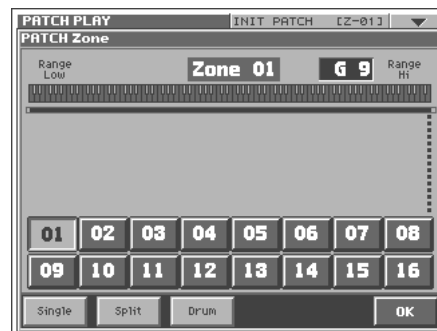 PATCH PLAY INIT PATCH [Z-01]
PATCH Zone
Range Low Zone 01 G 9 Range Hi
01 02 03 04 05 06 07 08
09 10 11 12 13 14 15 16
Single Split Drum OK